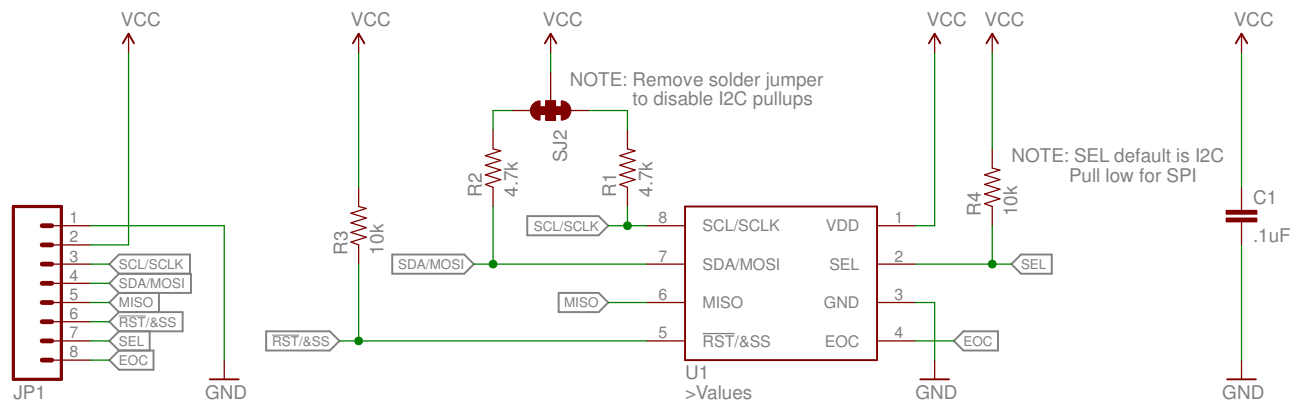 VCC
VCC
VCC
VCC
VCC
VCC
NOTE: Remove solder jumper
to disable I2C pullups
SJ2
R2
4.7k
R1
4.7k
NOTE: SEL default is I2C
Pull low for SPI
R4
10k
C1
.1uF
R3
10k
1
2
3
4
5
6
7
8
SCL/SCLK
SDA/MOSI
MISO
RST/&SS
SEL
EOC
JP1
GND
SCL/SCLK
SDA/MOSI
MISO
RST/&SS
8
7
6
5
SCL/SCLK
SDA/MOSI
MISO
RST/&SS
VDD
SEL
GND
EOC
1
2
3
4
SEL
EOC
U1
>Values
GND
GND